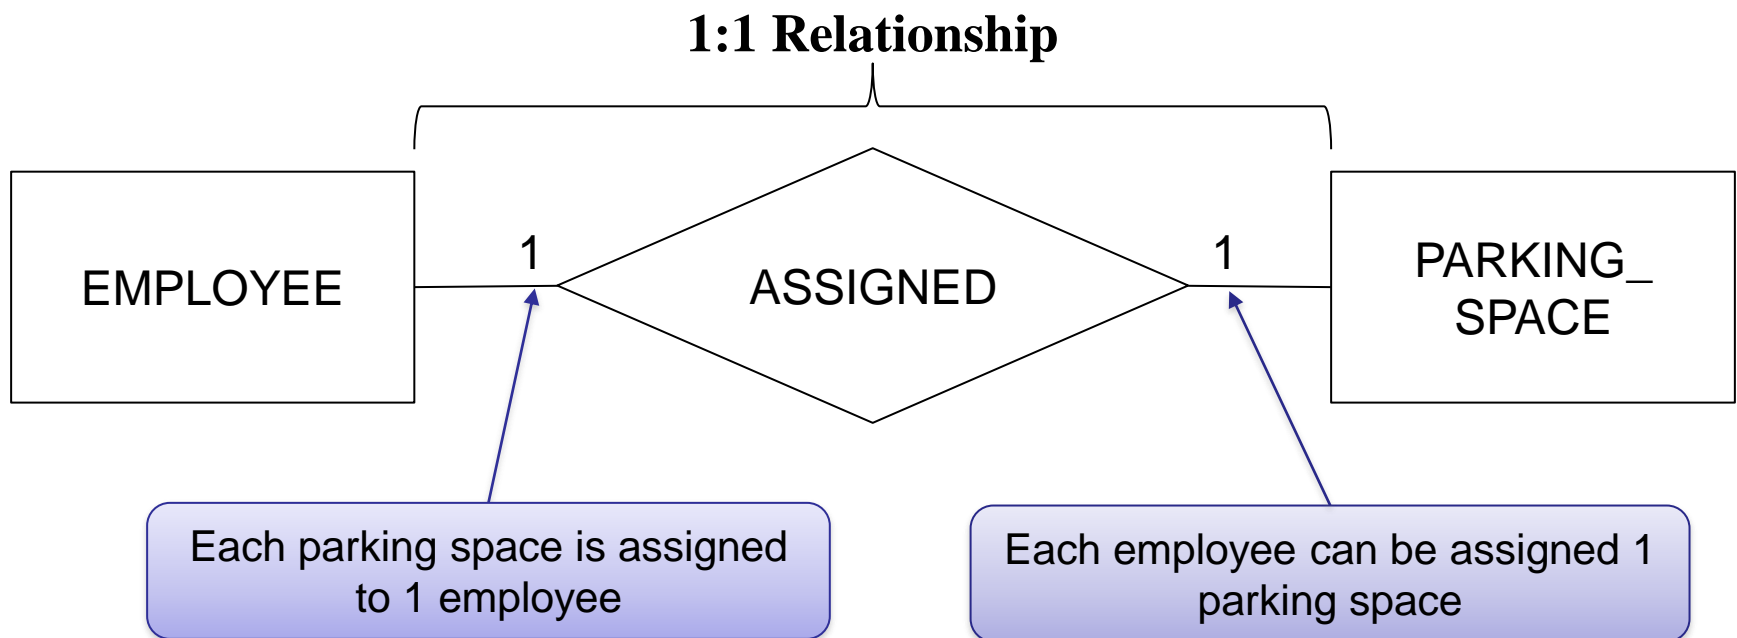 1:1 Relationship
EMPLOYEE
1
ASSIGNED
1
PARKING_
SPACE
Each parking space is assigned
to 1 employee
Each employee can be assigned 1
parking space